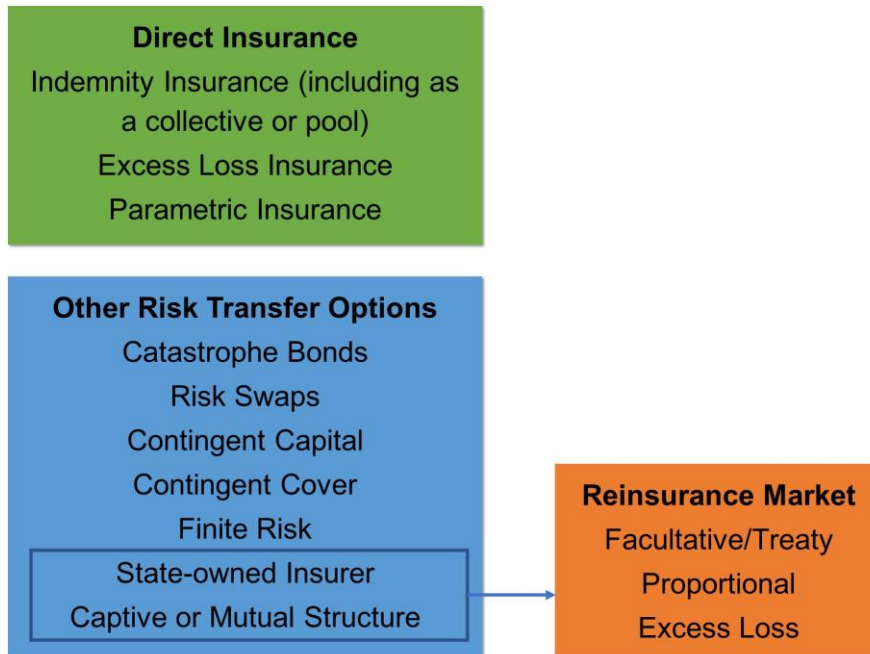 Direct Insurance
Indemnity Insurance (including as
a collective or pool)
Excess Loss Insurance
Parametric Insurance
Other Risk Transfer Options
Catastrophe Bonds
Risk Swaps
Contingent Capital
Contingent Cover
Finite Risk
State-owned Insurer
Captive or Mutual Structure
Reinsurance Market
Facultative/Treaty
Proportional
Excess Loss